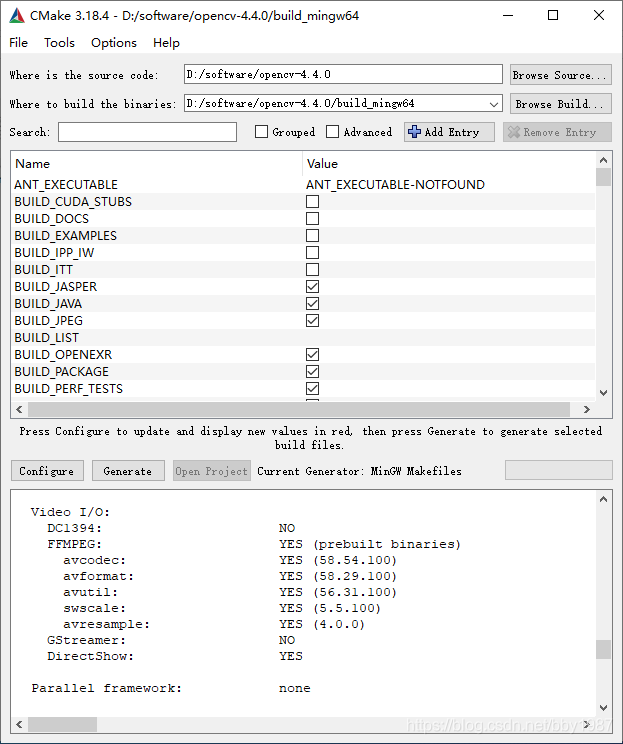 CMake 3.18.4 - D:/software/opencv-4.4.0/build_mingw64
File Tools Options Help
Where is the source code: D:/software/opencv-4.4.0 Browse Source...
Where to build the binaries: D:/software/opencv-4.4.0/build_mingw64 Browse Build...
Search: Grouped Advanced Add Entry Remove Entry
Name Value
ANT_EXECUTABLE ANT_EXECUTABLE-NOTFOUND
BUILD_CUDA_STUBS
BUILD_DOCS
BUILD_EXAMPLES
BUILD_IPP_IW
BUILD_ITT
BUILD_JASPER
BUILD_JAVA
BUILD_JPEG
BUILD_LIST
BUILD_OPENEXR
BUILD_PACKAGE
BUILD_PERF_TESTS
Press Configure to update and display new values in red, then press Generate to generate selected
build files.
Configure Generate Open Project Current Generator: MinGW Makefiles
Video I/O:
DC1394: NO
FFMPEG: YES (prebuilt binaries)
avcodec: YES (58.54.100)
avformat: YES (58.29.100)
avutil: YES (56.31.100)
swscale: YES (5.5.100)
avresample: YES (4.0.0)
GStreamer: NO
DirectShow: YES
Parallel framework: none
https://blog.csdn.net/bby1987